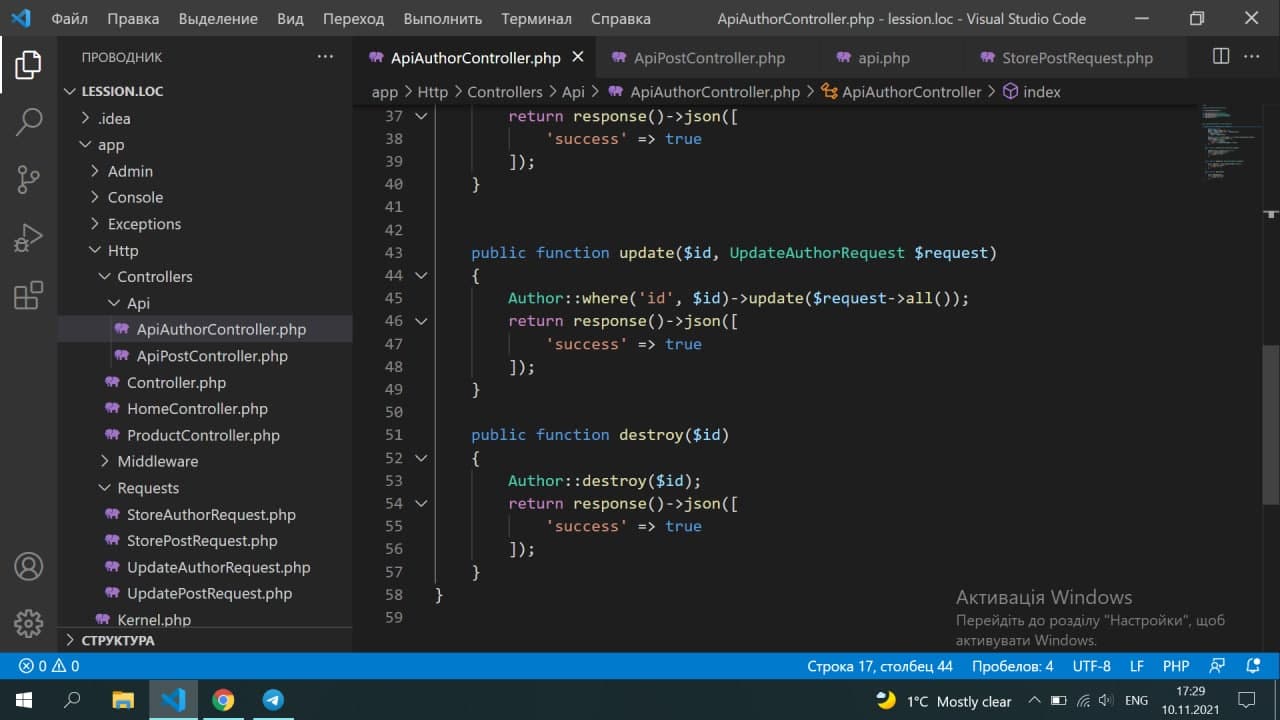 Файл Правка Выделение Вид Переход Выполнить Терминал Справка ApiAuthorController.php - lession.loc - Visual Studio Code
ПРОВОДНИК
ApiAuthorController.php ApiPostController.php api.php StorePostRequest.php
app > Http > Controllers > Api > ApiAuthorController.php > ApiAuthorController > index
LESSION.LOC
.idea
app
Admin
Console
Exceptions
Http
Controllers
Api
ApiAuthorController.php
ApiPostController.php
Controller.php
HomeController.php
ProductController.php
Middleware
Requests
StoreAuthorRequest.php
StorePostRequest.php
UpdateAuthorRequest.php
UpdatePostRequest.php
Kernel.php
СТРУКТУРА
37 return response()->json([
38 'success' => true
39 ]);
40 }
41
42
43 public function update($id, UpdateAuthorRequest $request)
44 {
45 Author::where('id', $id)->update($request->all());
46 return response()->json([
47 'success' => true
48 ]);
49 }
50
51 public function destroy($id)
52 {
53 Author::destroy($id);
54 return response()->json([
55 'success' => true
56 ]);
57 }
58 }
59
Активація Windows
Перейдіть до розділу "Настройки", щоб
активувати Windows.
0 0 Строка 17, столбец 44 Пробелов: 4 UTF-8 LF PHP
1°C Mostly clear ENG 17:29
10.11.2021